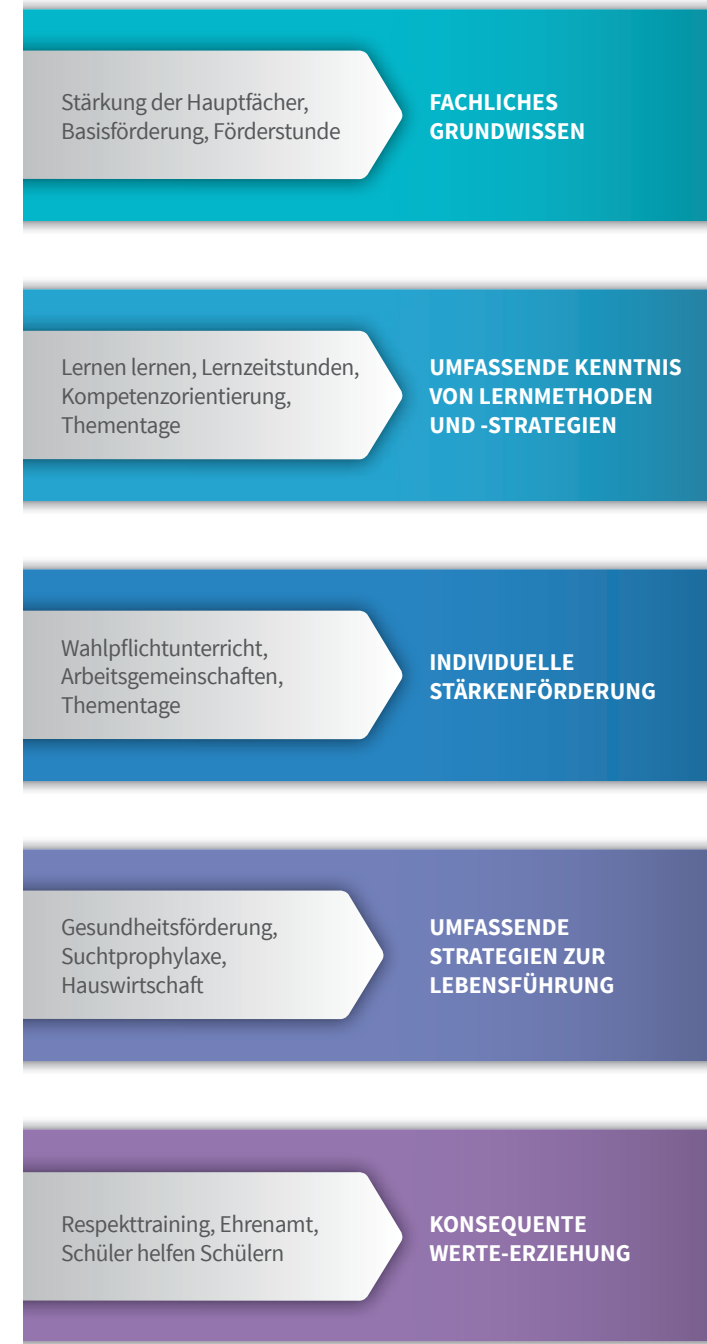 Stärkung der Hauptfächer,
Basisförderung, Förderstunde
FACHLICHES
GRUNDWISSEN
Lernen lernen, Lernzeitstunden,
Kompetenzorientierung,
Thementage
UMFASSENDE KENNTNIS
VON LERNMETHODEN
UND -STRATEGIEN
Wahlpflichtunterricht,
Arbeitsgemeinschaften,
Thementage
INDIVIDUELLE
STÄRKENFÖRDERUNG
Gesundheitsförderung,
Suchtprophylaxe,
Hauswirtschaft
UMFASSENDE
STRATEGIEN ZUR
LEBENSFÜHRUNG
Respekttraining, Ehrenamt,
Schüler helfen Schülern
KONSEQUENTE
WERTE-ERZIEHUNG